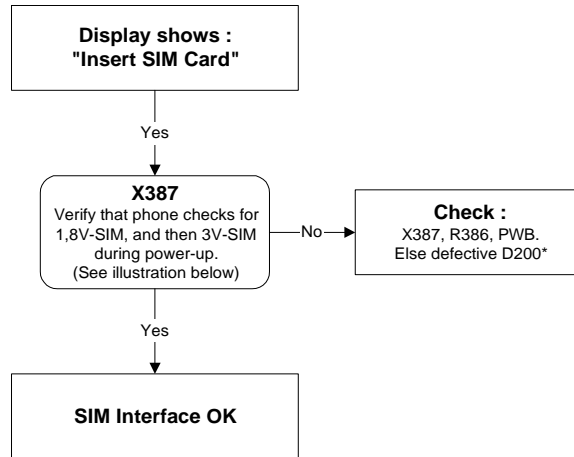 Display shows :
"Insert SIM Card"
Yes
X387
Verify that phone checks for
1,8V-SIM, and then 3V-SIM
during power-up.
(See illustration below)
No
Check :
X387, R386, PWB.
Else defective D200*
Yes
SIM Interface OK